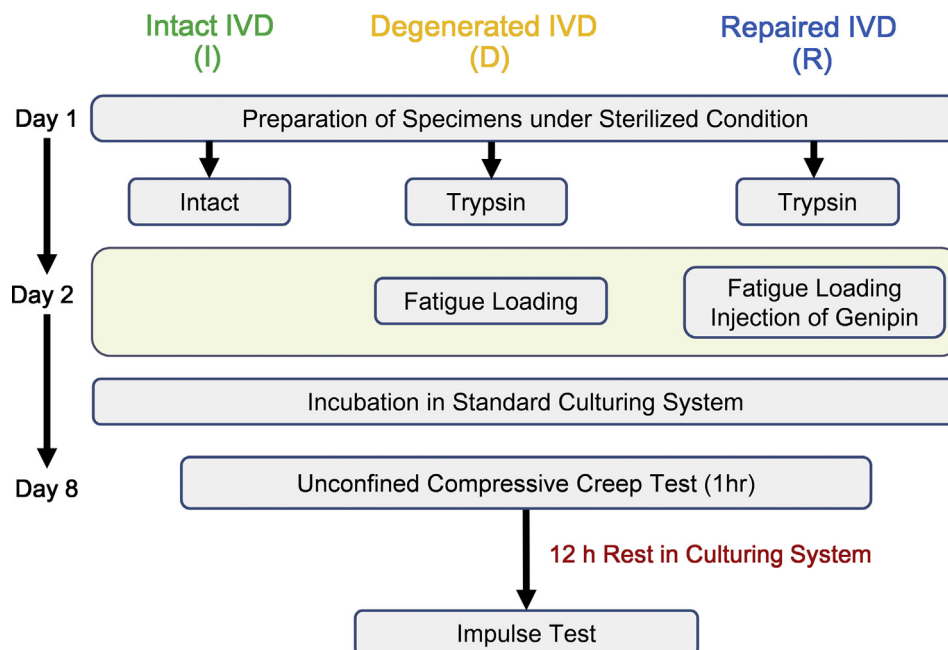 Intact IVD
(I)
Degenerated IVD
(D)
Repaired IVD
(R)
Day 1
Preparation of Specimens under Sterilized Condition
Intact
Trypsin
Trypsin
Day 2
Fatigue Loading
Fatigue Loading
Injection of Genipin
Incubation in Standard Culturing System
Day 8
Unconfined Compressive Creep Test (1hr)
12 h Rest in Culturing System
Impulse Test